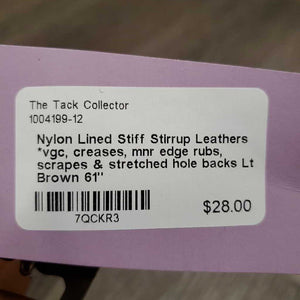 The Tack Collector
1004199-12
Nylon Lined Stiff Stirrup Leathers
*vgc, creases, mnr edge rubs,
scrapes & stretched hole backs Lt
Brown 61"
7QCKR3
$28.00